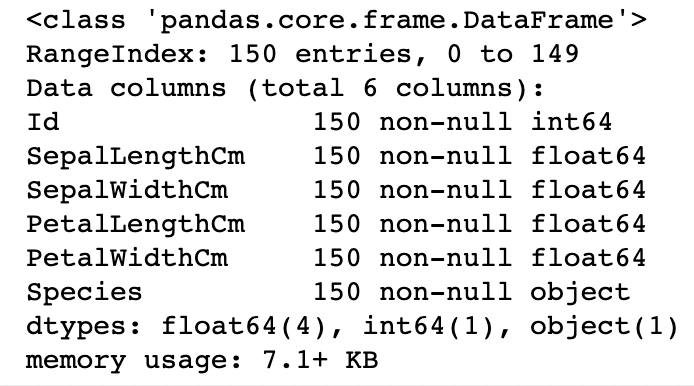 <class 'pandas.core.frame.DataFrame'>
RangeIndex: 150 entries, 0 to 149
Data columns (total 6 columns):
Id               150 non-null int64
SepalLengthCm    150 non-null float64
SepalWidthCm     150 non-null float64
PetalLengthCm    150 non-null float64
PetalWidthCm     150 non-null float64
Species          150 non-null object
dtypes: float64(4), int64(1), object(1)
memory usage: 7.1+ KB